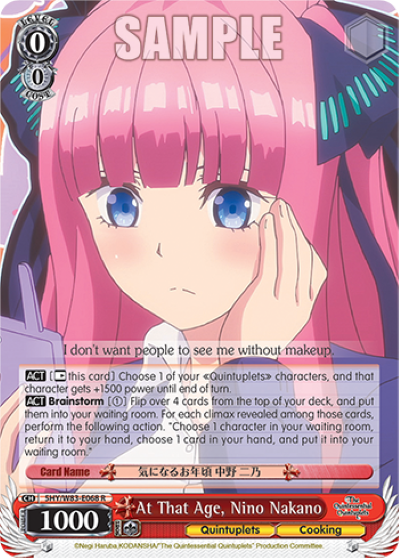 LEVEL
0
0
COST
SAMPLE
I don't want people to see me without makeup.
ACT [this card] Choose 1 of your «Quintuplets» characters, and that
character gets +1500 power until end of turn.
ACT Brainstorm [①] Flip over 4 cards from the top of your deck, and put
them into your waiting room. For each climax revealed among those cards,
perform the following action. "Choose 1 character in your waiting room,
return it to your hand, choose 1 card in your hand, and put it into your
waiting room."
Card Name 気になるお年頃 中野 二乃
CH 5HY/W83-E068 R
At That Age, Nino Nakano
The Quintessential Quintuplets
POWER
1000
Quintuplets
Cooking
©Negi Haruba,KODANSHA/"The Quintessential Quintuplets" Production Committee